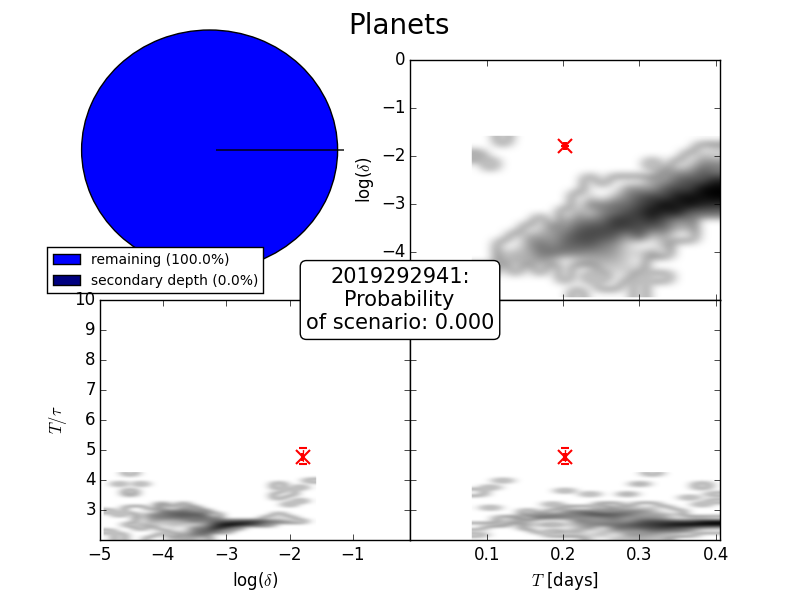 Planets
remaining (100.0%)
secondary depth (0.0%)
0
−1
−2
−3
−4
log(δ)
2019292941:
Probability
of scenario: 0.000
10
9
8
7
6
5
4
3
T/τ
−5 −4 −3 −2 −1
log(δ)
0.1 0.2 0.3 0.4
T [days]